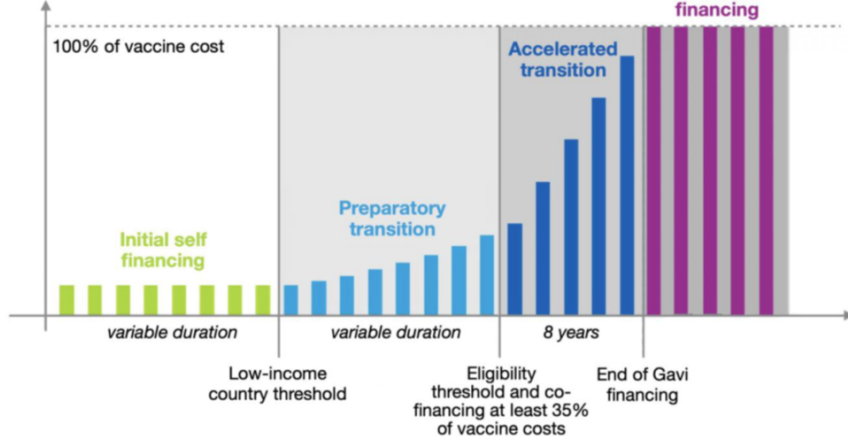 financing
100% of vaccine cost
Accelerated
transition
Preparatory
transition
Initial self
financing
variable duration
variable duration
8 years
Low-income
country threshold
Eligibility
threshold and co-
financing at least 35%
of vaccine costs
End of Gavi
financing